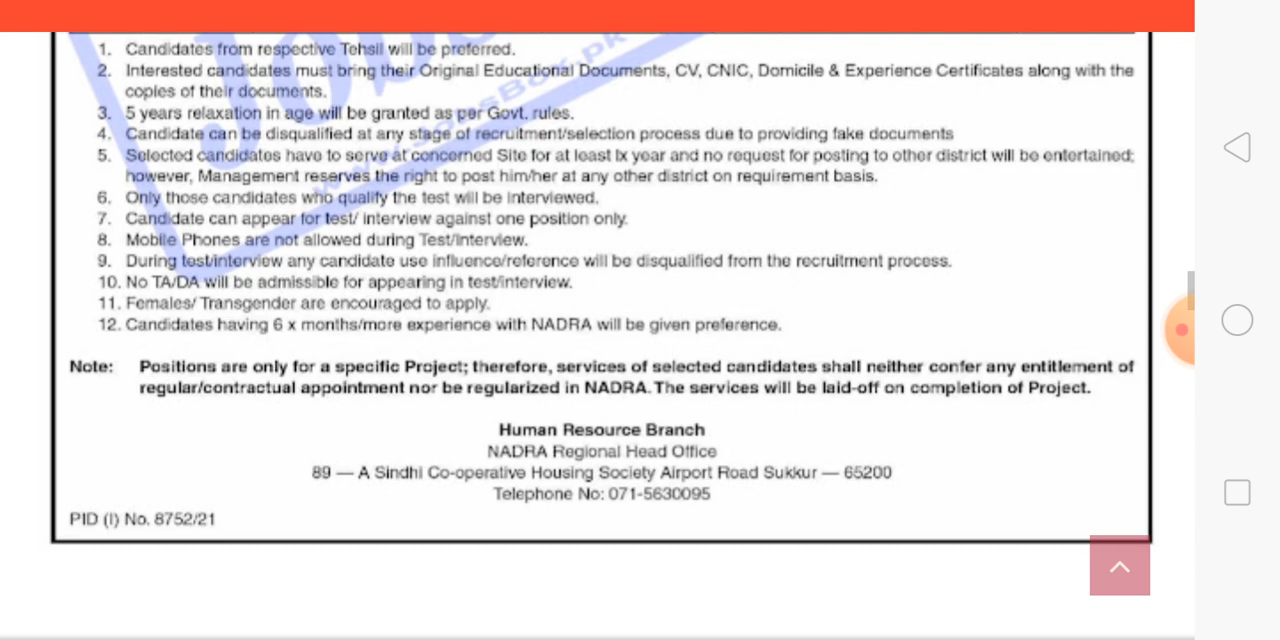 1. Candidates from respective Tehsil will be preferred.
2. Interested candidates must bring their Original Educational Documents, CV, CNIC, Domicile & Experience Certificates along with the
copies of their documents.
3. 5 years relaxation in age will be granted as per Govt. rules.
4. Candidate can be disqualified at any stage of recruitment/selection process due to providing fake documents
5. Selected candidates have to serve at concerned Site for at least Ix year and no request for posting to other district will be entertained;
however, Management reserves the right to post him/her at any other district on requirement basis.
6. Only those candidates who qualify the test will be interviewed.
7. Candidate can appear for test/ interview against one position only.
8. Mobile Phones are not allowed during Test/Interview.
9. During test/interview any candidate use influence/reference will be disqualified from the recruitment process.
10. No TA/DA will be admissible for appearing in test/interview.
11. Females/ Transgender are encouraged to apply.
12. Candidates having 6 x months/more experience with NADRA will be given preference.
Note: Positions are only for a specific Project; therefore, services of selected candidates shall neither confer any entitlement of
regular/contractual appointment nor be regularized in NADRA. The services will be laid-off on completion of Project.
Human Resource Branch
NADRA Regional Head Office
89 — A Sindhi Co-operative Housing Society Airport Road Sukkur — 65200
Telephone No: 071-5630095
PID (I) No. 8752/21